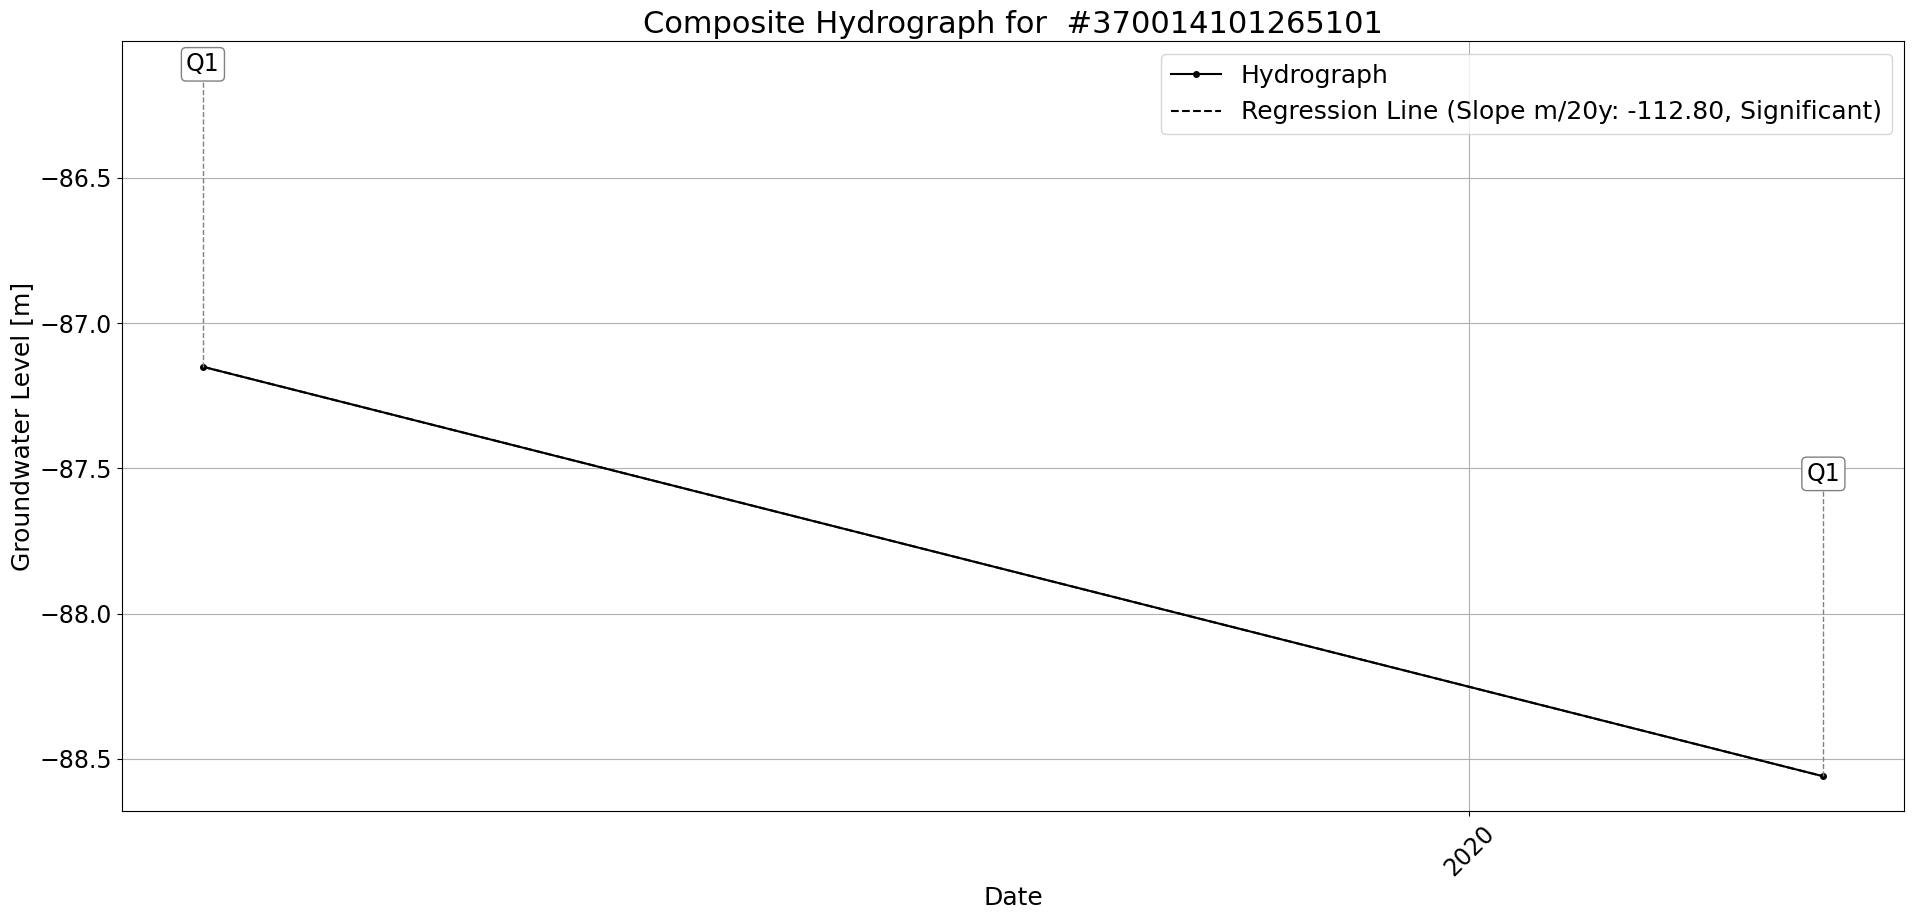 Composite Hydrograph for  #370014101265101
Q1
Hydrograph
Regression Line (Slope m/20y: -112.80, Significant)
−86.5
−87.0
−87.5
−88.0
−88.5
Groundwater Level [m]
Q1
2020
Date